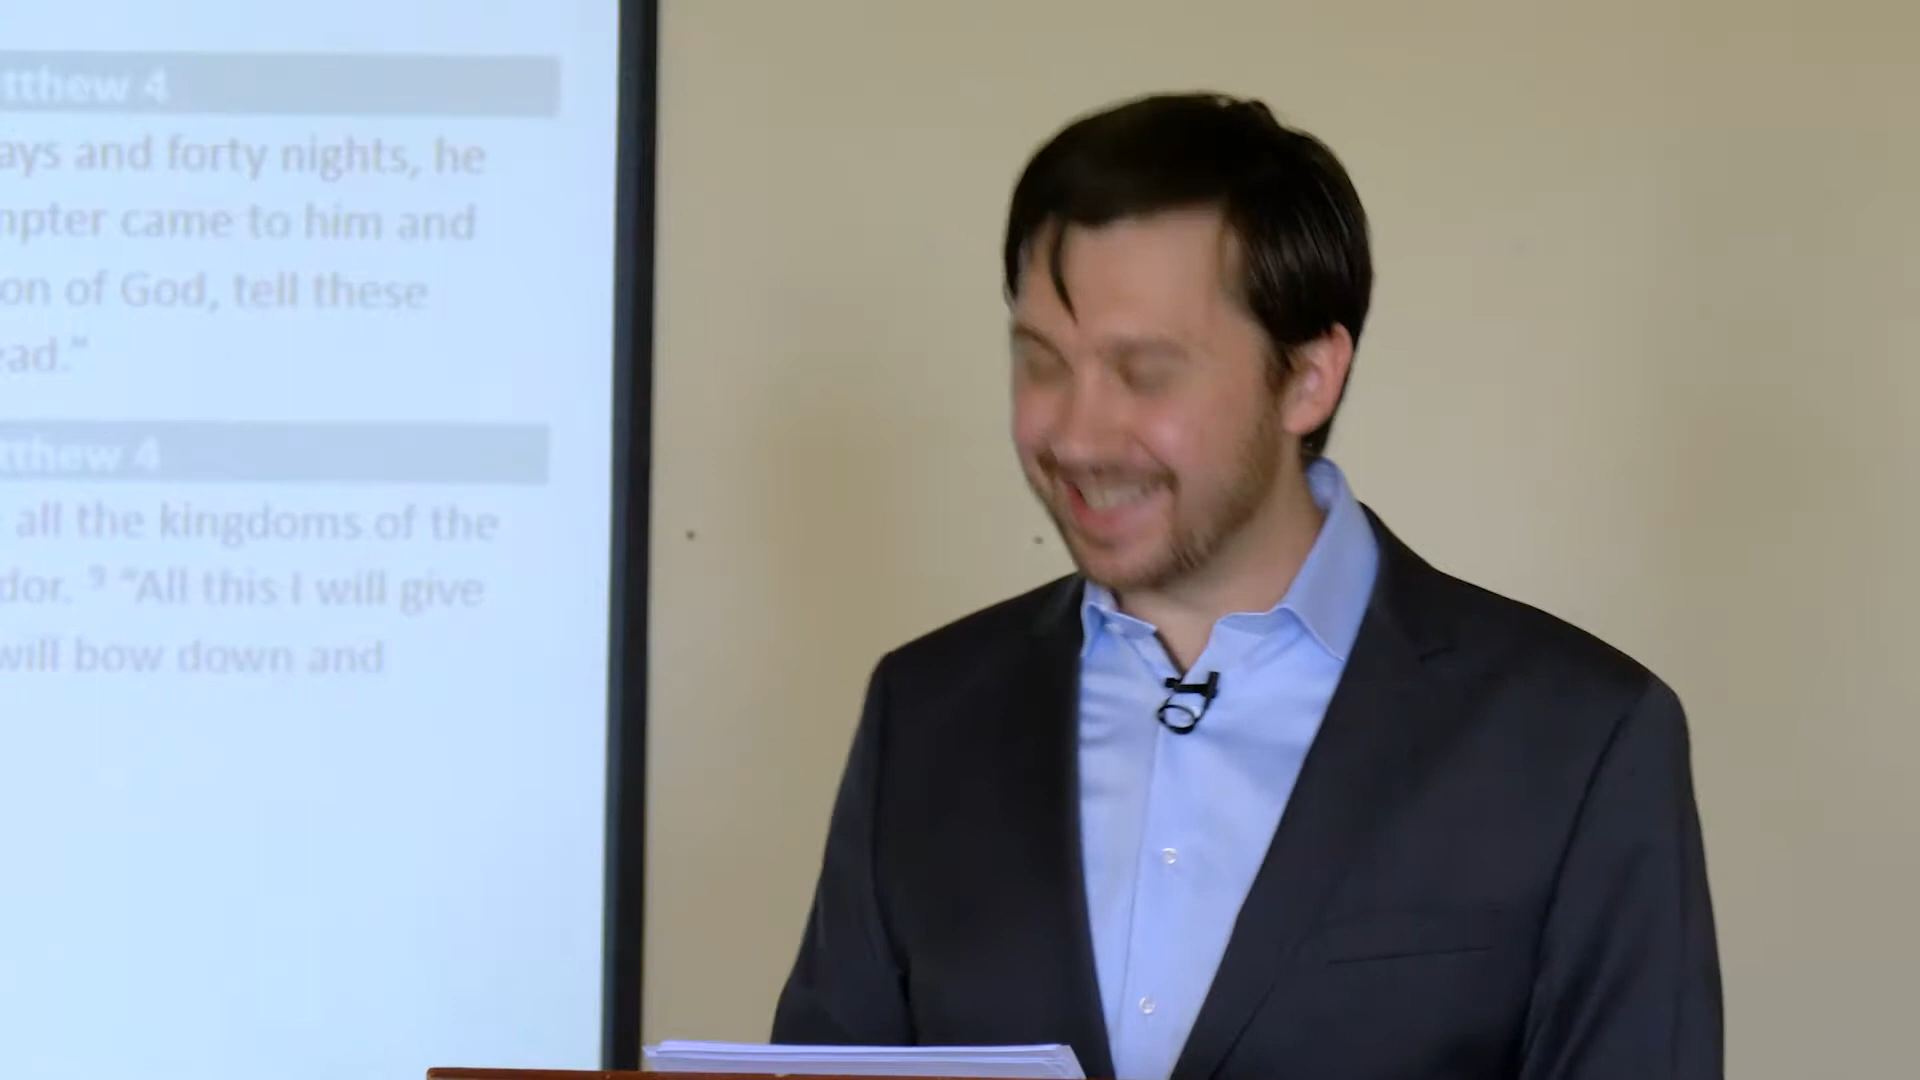 tthew 4
ays and forty nights, he
mpter came to him and
on of God, tell these
ead.”
tthew 4
all the kingdoms of the
dor. ⁹ “All this I will give
will bow down and